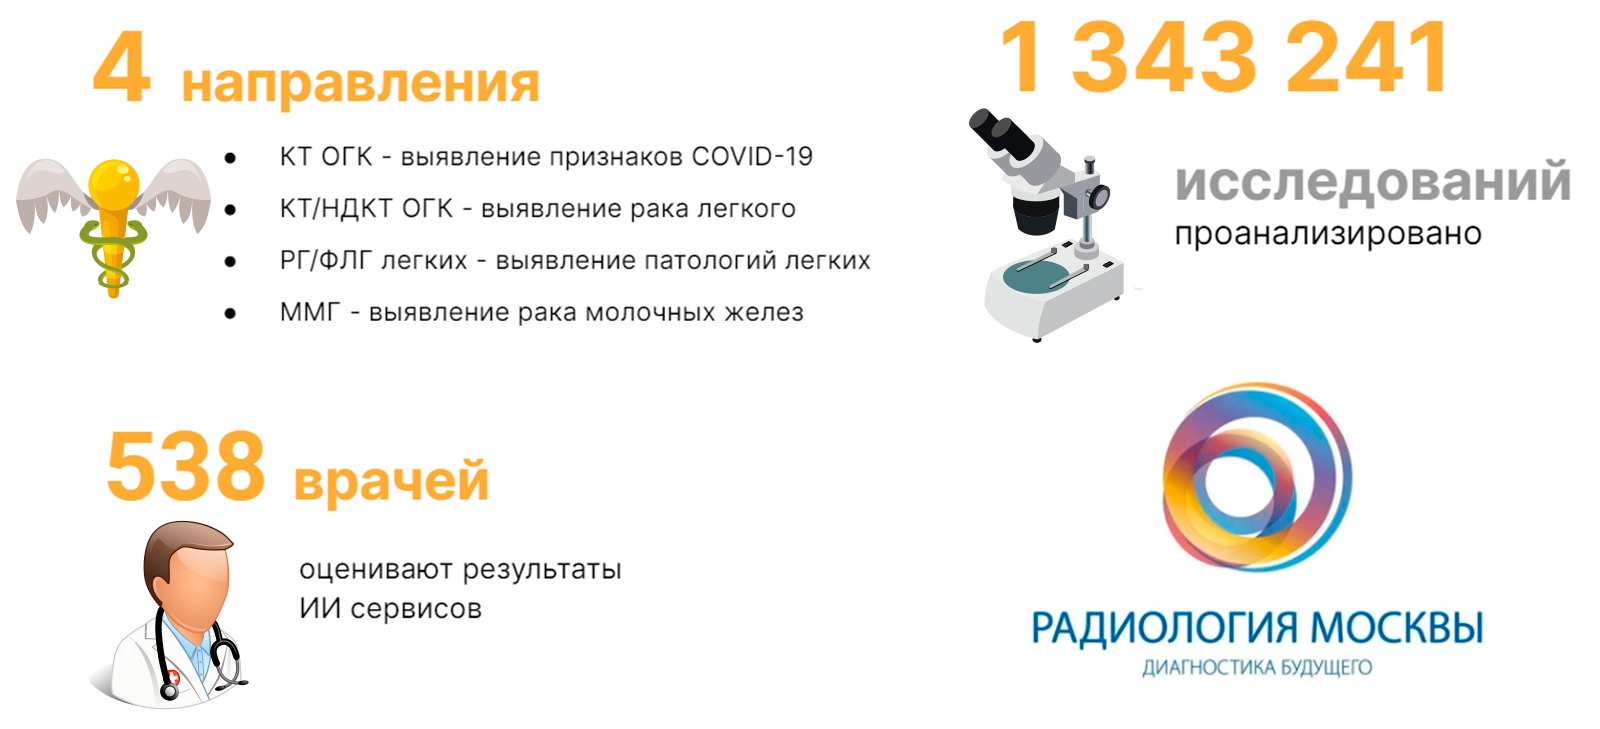 4 направления
КТ ОГК - выявление признаков COVID-19
КТ/НДКТ ОГК - выявление рака легкого
РГ/ФЛГ легких - выявление патологий легких
ММГ - выявление рака молочных желез
1 343 241
исследований
проанализировано
538 врачей
оценивают результаты
ИИ сервисов
РАДИОЛОГИЯ МОСКВЫ
ДИАГНОСТИКА БУДУЩЕГО